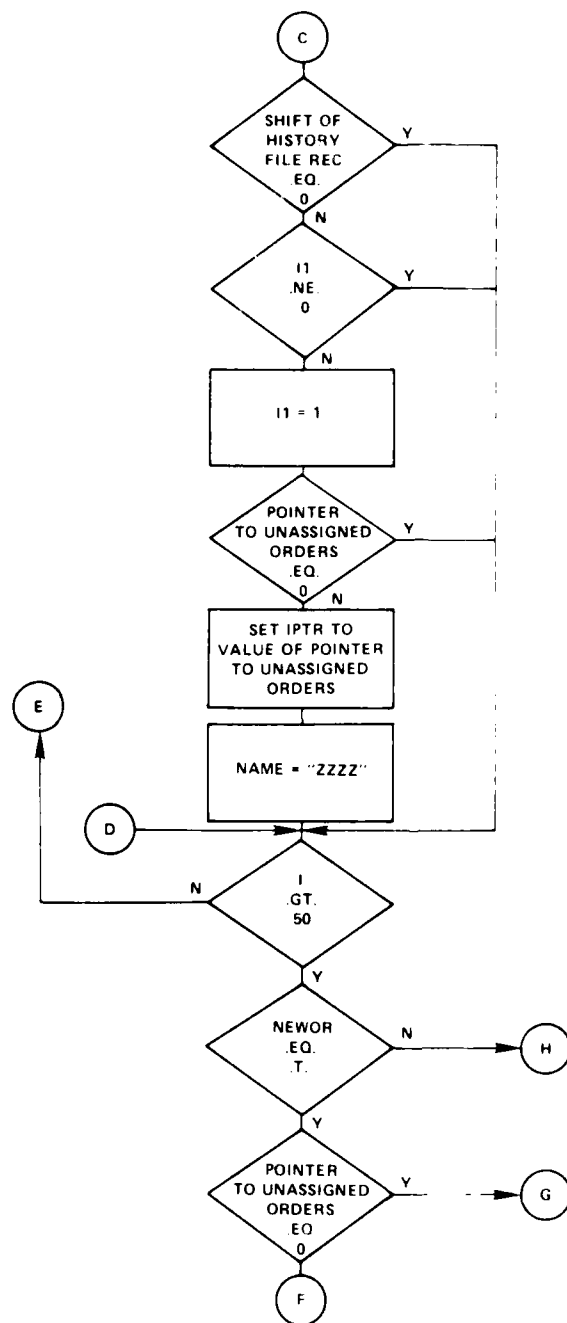 C
SHIFT OF
HISTORY
FILE REC
.EQ.
0
Y
N
I1
.NE.
0
Y
N
I1 = 1
POINTER
TO UNASSIGNED
ORDERS
.EQ.
0
Y
N
SET IPTR TO
VALUE OF POINTER
TO UNASSIGNED
ORDERS
E
NAME = "ZZZZ"
D
I
.GT.
50
N
Y
NEWOR
.EQ.
.T.
N
H
Y
POINTER
TO UNASSIGNED
ORDERS
.EQ
0
Y
G
F